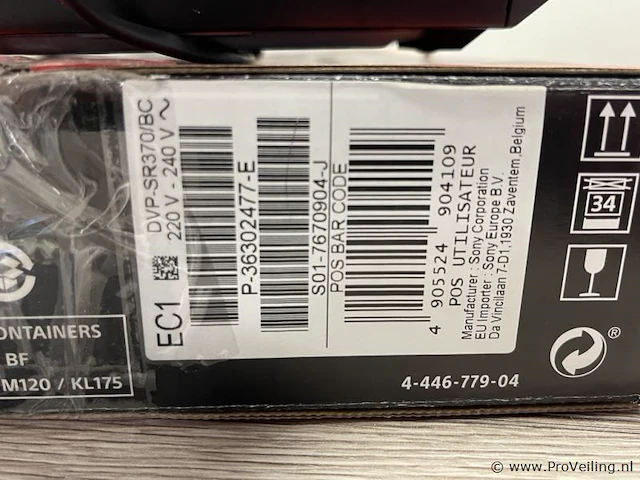 DVP-SR370/BC
220 V - 240 V ~
EC1
P-36302477-E
S01-7670904-J
POS BAR CODE
4 905524 904109
POS UTILISATEUR
Manufacturer : Sony Corporation
EU Importer : Sony Europe B.V.
Da Vincilaan 7-D1,1930 Zaventem,Belgium
34
®
4-446-779-04
ONTAINERS
BF
M120 / KL175
© www.ProVeiling.nl